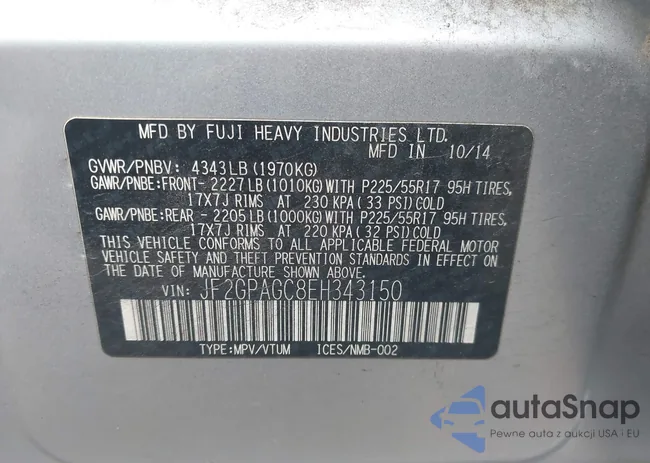 MFD BY FUJI HEAVY INDUSTRIES LTD.
MFD IN 10/14
GVWR/PNBV: 4343LB(1970KG)
GAWR/PNBE:FRONT-2227LB(1010KG)WITH P225/55R17 95H TIRES,
17X7J RIMS AT 230 KPA(33 PSI)COLD
GAWR/PNBE:REAR -2205LB(1000KG)WITH P225/55R17 95H TIRES,
17X7J RIMS AT 220 KPA(32 PSI)COLD
THIS VEHICLE CONFORMS TO ALL APPLICABLE FEDERAL MOTOR
VEHICLE SAFETY AND THEFT PREVENTION STANDARDS IN EFFECT
ON THE DATE OF MANUFACTURE SHOWN ABOVE.
VIN: JF2GPAGC8EH343150
TYPE:MPV/VTUM ICES/NMB-002
autoSnap
Pewne auta z aukcji USA i EU